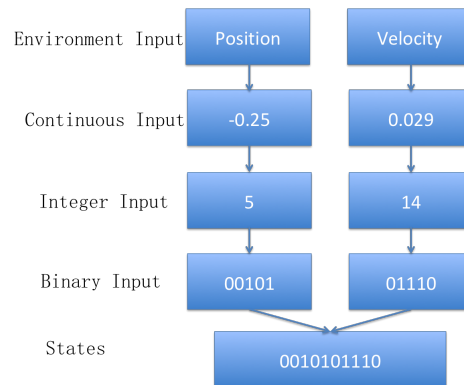 Environment Input Position Velocity
Continuous Input -0.25 0.029
Integer Input 5 14
Binary Input 00101 01110
States 0010101110